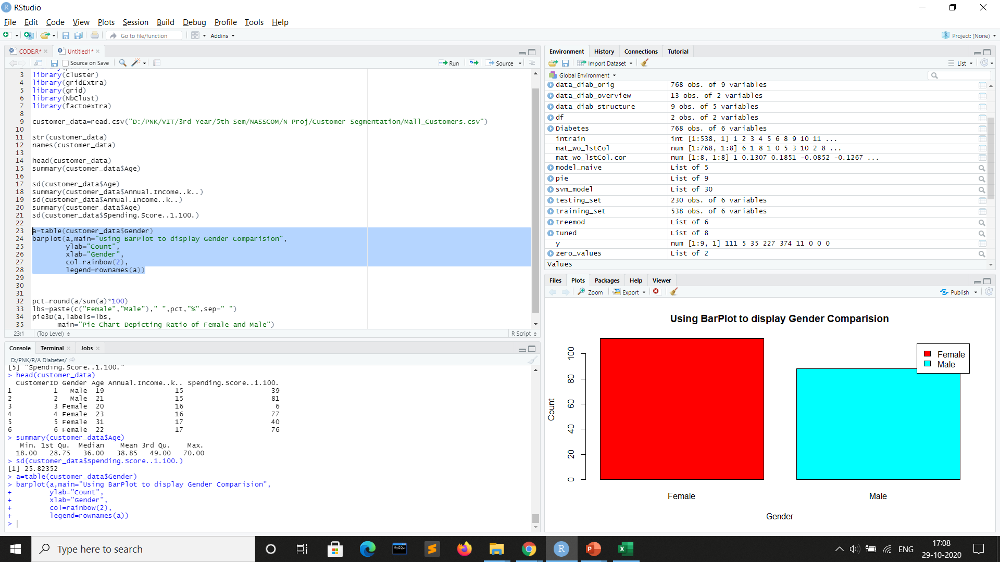 RStudio
File Edit Code View Plots Session Build Debug Profile Tools Help
Go to file/function Addins Project: (None)
CODE.R* Untitled1*
Source on Save Run Source
3 library(cluster)
4 library(gridExtra)
5 library(grid)
6 library(NbClust)
7 library(factoextra)
8
9 customer_data=read.csv("D:/PNK/VIT/3rd Year/5th Sem/NASSCOM/N Proj/Customer Segmentation/Mall_Customers.csv")
10
11 str(customer_data)
12 names(customer_data)
13
14 head(customer_data)
15 summary(customer_data$Age)
16
17 sd(customer_data$Age)
18 summary(customer_data$Annual.Income..k..)
19 sd(customer_data$Annual.Income..k..)
20 summary(customer_data$Age)
21 sd(customer_data$Spending.Score..1.100.)
22
23 a=table(customer_data$Gender)
24 barplot(a,main="Using BarPlot to display Gender Comparision",
25 ylab="Count",
26 xlab="Gender",
27 col=rainbow(2),
28 legend=rownames(a))
29
30
31
32 pct=round(a/sum(a)*100)
33 lbs=paste(c("Female","Male")," ",pct,"%",sep=" ")
34 pie3D(a,labels=lbs,
35 main="Pie Chart Depicting Ratio of Female and Male")
23:1 (Top Level) R Script
Console Terminal Jobs
D:/PNK/R/A Diabetes/
[5] "Spending.Score..1.100."
> head(customer_data)
CustomerID Gender Age Annual.Income..k.. Spending.Score..1.100.
1 1 Male 19 15 39
2 2 Male 21 15 81
3 3 Female 20 16 6
4 4 Female 23 16 77
5 5 Female 31 17 40
6 6 Female 22 17 76
> summary(customer_data$Age)
Min. 1st Qu. Median Mean 3rd Qu. Max.
18.00 28.75 36.00 38.85 49.00 70.00
> sd(customer_data$Spending.Score..1.100.)
[1] 25.82352
> a=table(customer_data$Gender)
> barplot(a,main="Using BarPlot to display Gender Comparision",
+ ylab="Count",
+ xlab="Gender",
+ col=rainbow(2),
+ legend=rownames(a))
>
Environment History Connections Tutorial
Import Dataset List
Global Environment
data_diab_orig 768 obs. of 9 variables
data_diab_overview 13 obs. of 2 variables
data_diab_structure 9 obs. of 5 variables
df 2 obs. of 2 variables
Diabetes 768 obs. of 6 variables
intrain int [1:538, 1] 1 2 3 4 5 6 8 9 10 11 ...
mat_wo_lstCol num [1:768, 1:8] 6 1 8 1 0 5 3 10 2 8 ...
mat_wo_lstCol.cor num [1:8, 1:8] 1 0.1307 0.1851 -0.0852 -0.1267 ...
model_naive List of 5
pie List of 9
svm_model List of 30
testing_set 230 obs. of 6 variables
training_set 538 obs. of 6 variables
treemod List of 6
tuned List of 8
y num [1:9, 1] 111 5 35 227 374 11 0 0 0
zero_values List of 2
Values
Files Plots Packages Help Viewer
Zoom Export Publish
Using BarPlot to display Gender Comparision
Female
Male
100
80
60
40
20
0
Count
Female Male
Gender
Type here to search
MySQL
ENG
17:08
29-10-2020